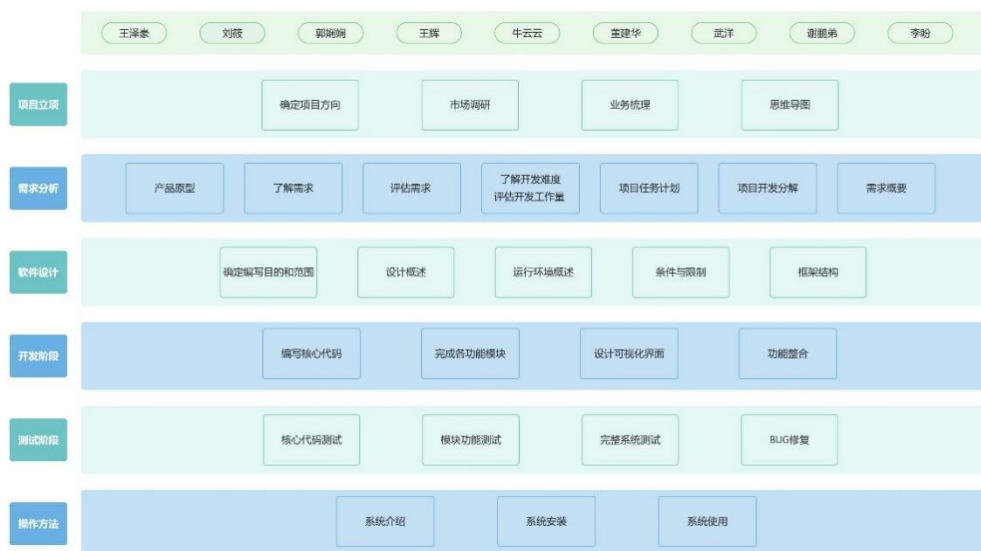 王泽豪 刘筱 郭娴娴 王辉 牛云云 董建华 武洋 谢鹏弟 李盼
项目立项 确定项目方向 市场调研 业务梳理 思维导图
需求分析 产品原型 了解需求 评估需求 了解开发难度 项目任务计划 项目开发分解 需求概要
评估开发工作量
软件设计 确定编写目的和范围 设计概述 运行环境概述 条件与限制 框架结构
开发阶段 编写核心代码 完成各功能模块 设计可视化界面 功能整合
测试阶段 核心代码测试 模块功能测试 完整系统测试 BUG修复
操作方法 系统介绍 系统安装 系统使用